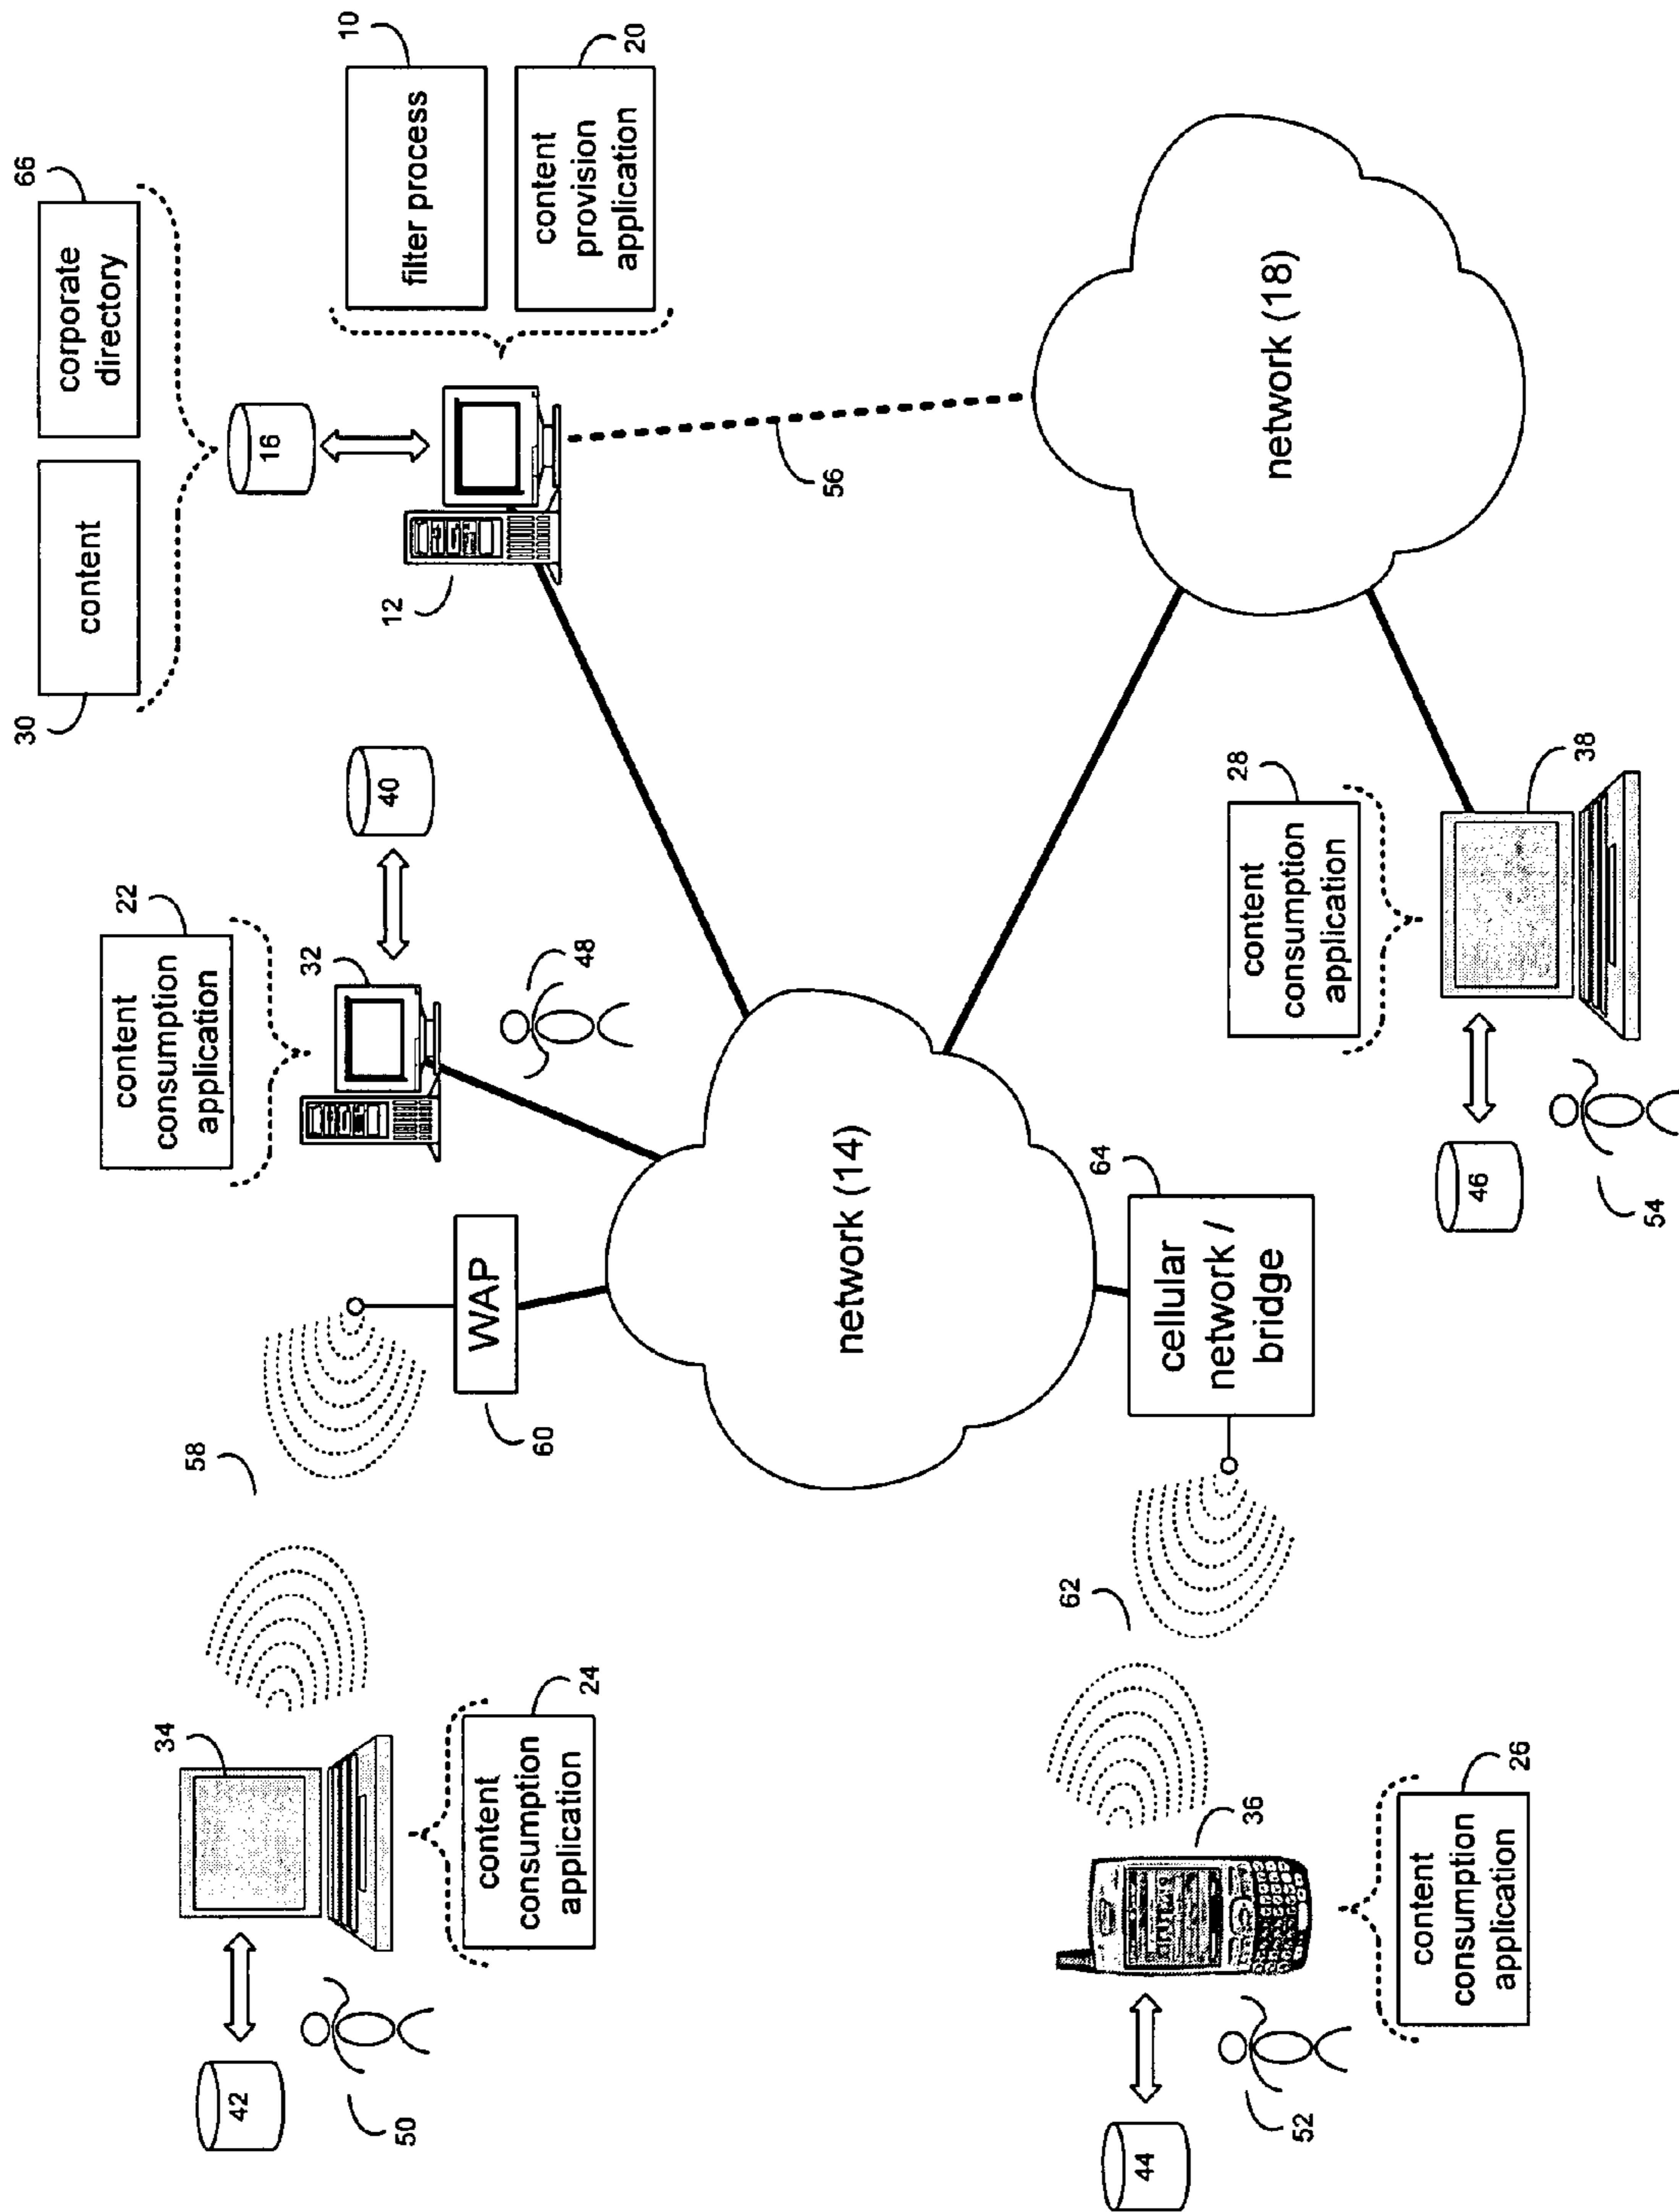 30
66
content
corporate
directory
22
content
consumption
application
34
58
42
16
32
10
filter process
40
12
50
WAP
60
48
content
consumption
application
24
content
provision
application
20
network (14)
56
62
64
44
cellular
network /
bridge
36
28
content
consumption
application
network (18)
52
content
consumption
application
26
46
38
54